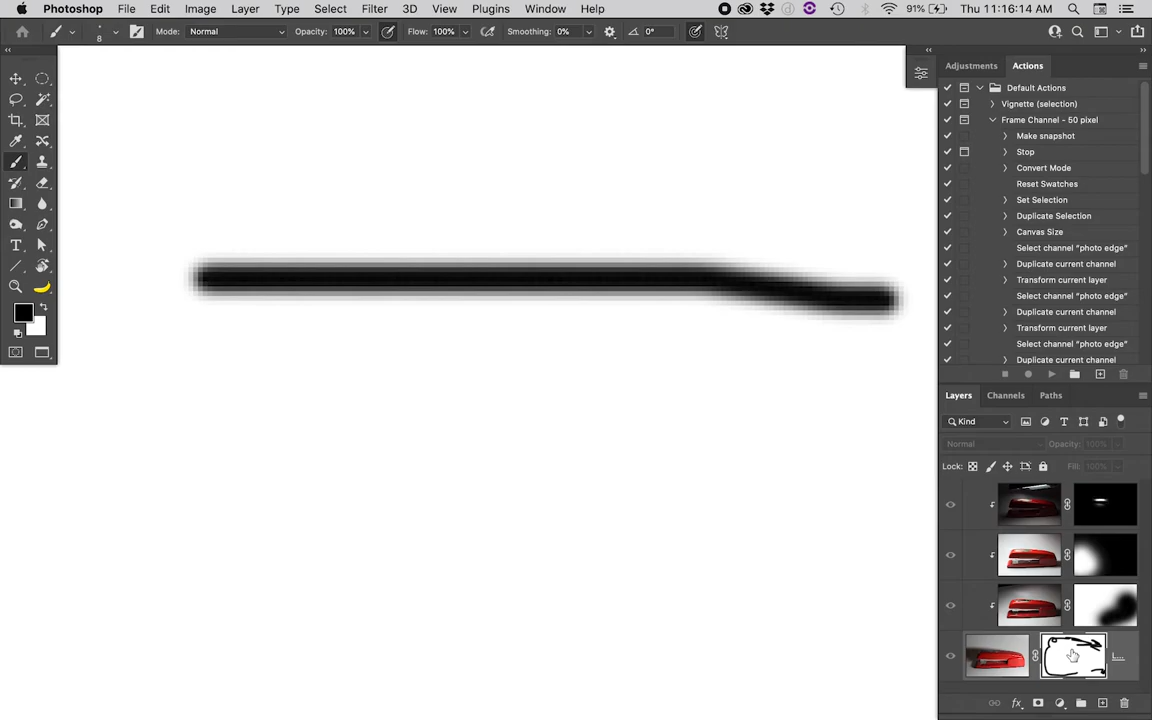 Photoshop File Edit Image Layer Type Select Filter 3D View Plugins Window Help 91% Thu 11:16:14 AM
8 Mode: Normal Opacity: 100% Flow: 100% Smoothing: 0% 0°
Adjustments Actions
Default Actions
Vignette (selection)
Frame Channel - 50 pixel
Make snapshot
Stop
Convert Mode
Reset Swatches
Set Selection
Duplicate Selection
Canvas Size
Select channel "photo edge"
Duplicate current channel
Transform current layer
Select channel "photo edge"
Duplicate current channel
Transform current layer
Select channel "photo edge"
Duplicate current channel
Layers Channels Paths
Kind
Normal Opacity: 100%
Lock: Fill: 100%
L...
fx